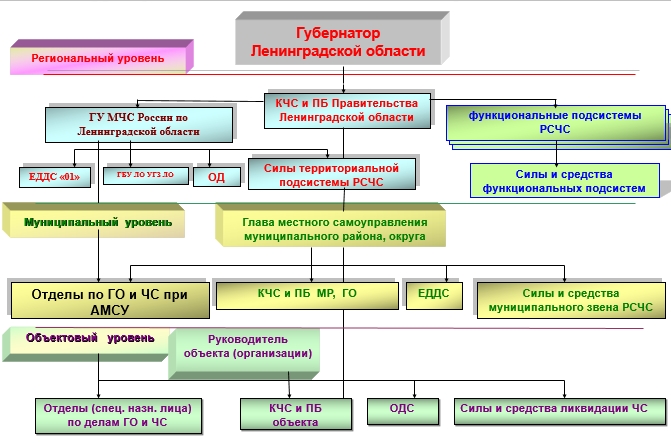 Губернатор
Ленинградской области
Региональный уровень
КЧС и ПБ Правительства
Ленинградской области
ГУ МЧС России по
Ленинградской области
функциональные подсистемы
РСЧС
ЕДДС «01»
ГБУ ЛО УГЗ ЛО
ОД
Силы территориальной
подсистемы РСЧС
Силы и средства
функциональных подсистем
Муниципальный уровень
Глава местного самоуправления
муниципального района, округа
Отделы по ГО и ЧС при
АМСУ
КЧС и ПБ МР, ГО
ЕДДС
Силы и средства
муниципального звена РСЧС
Объектовый уровень
Руководитель
объекта (организации)
Отделы (спец. назн. лица)
по делам ГО и ЧС
КЧС и ПБ
объекта
ОДС
Силы и средства ликвидации ЧС